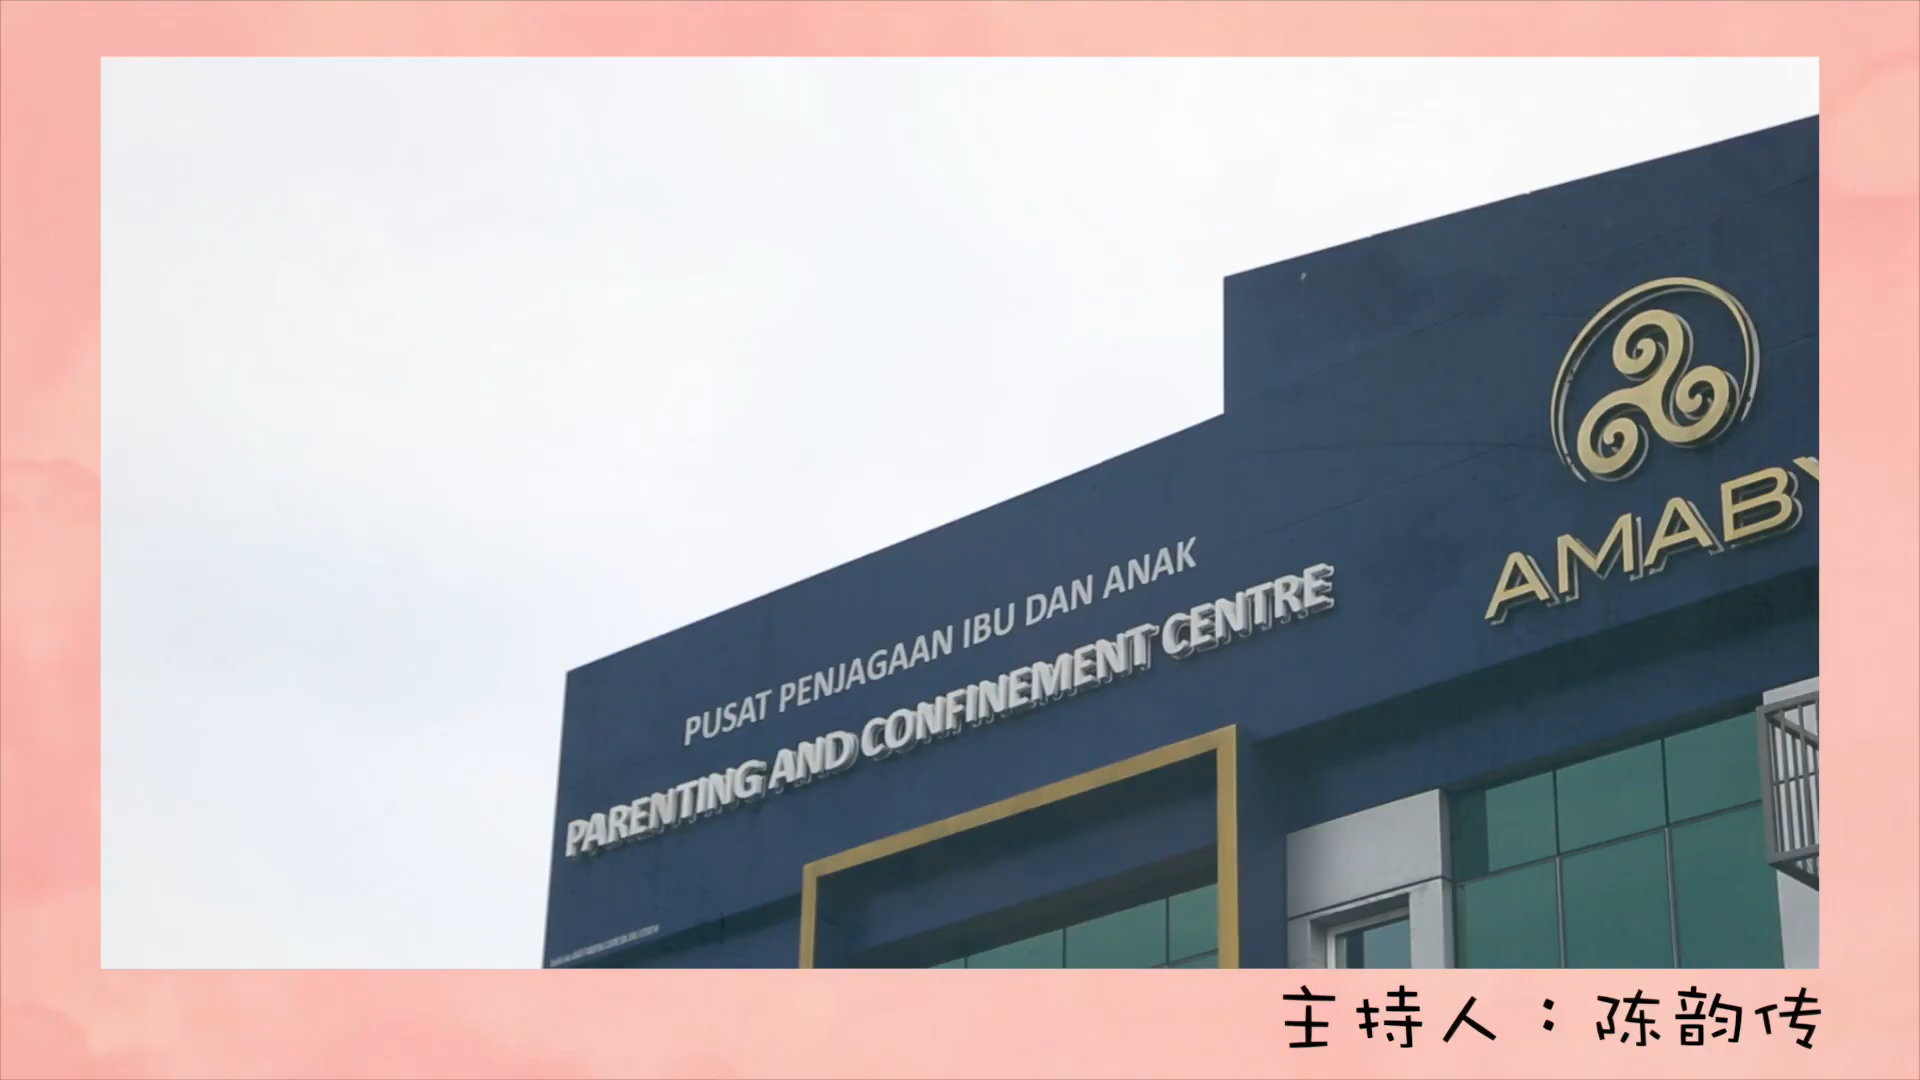 PUSAT PENJAGAAN IBU DAN ANAK
PARENTING AND CONFINEMENT CENTRE
AMABY
主持人：陈韵传